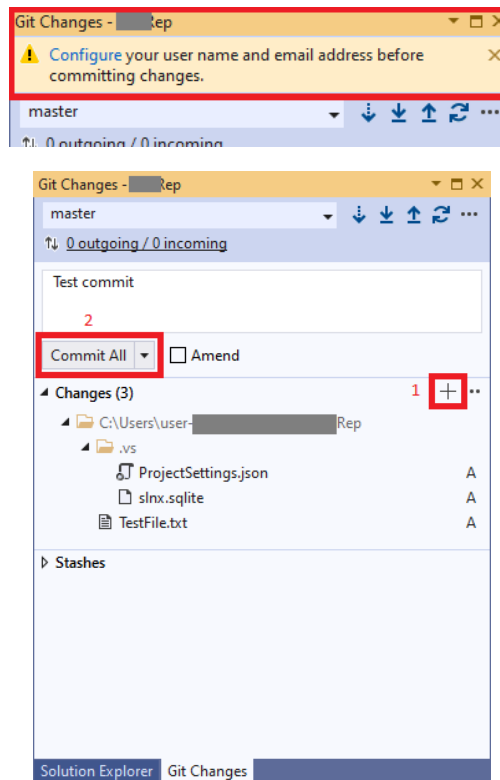 Git Changes - ep
Configure your user name and email address before
committing changes.
master
0 outgoing / 0 incoming
Git Changes - Rep
master
0 outgoing / 0 incoming
Test commit
2
Commit All Amend
Changes (3) 1
C:\Users\user- Rep
.vs
ProjectSettings.json A
slnx.sqlite A
TestFile.txt A
Stashes
Solution Explorer Git Changes